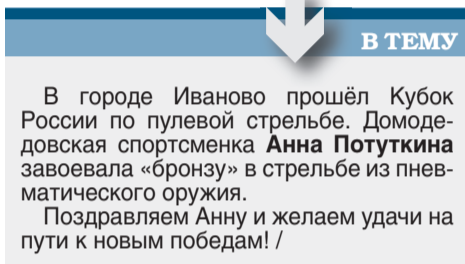 В ТЕМУ
В городе Иваново прошёл Кубок
России по пулевой стрельбе. Домоде-
довская спортсменка Анна Потуткина
завоевала «бронзу» в стрельбе из пнев-
матического оружия.
Поздравляем Анну и желаем удачи на
пути к новым победам! /